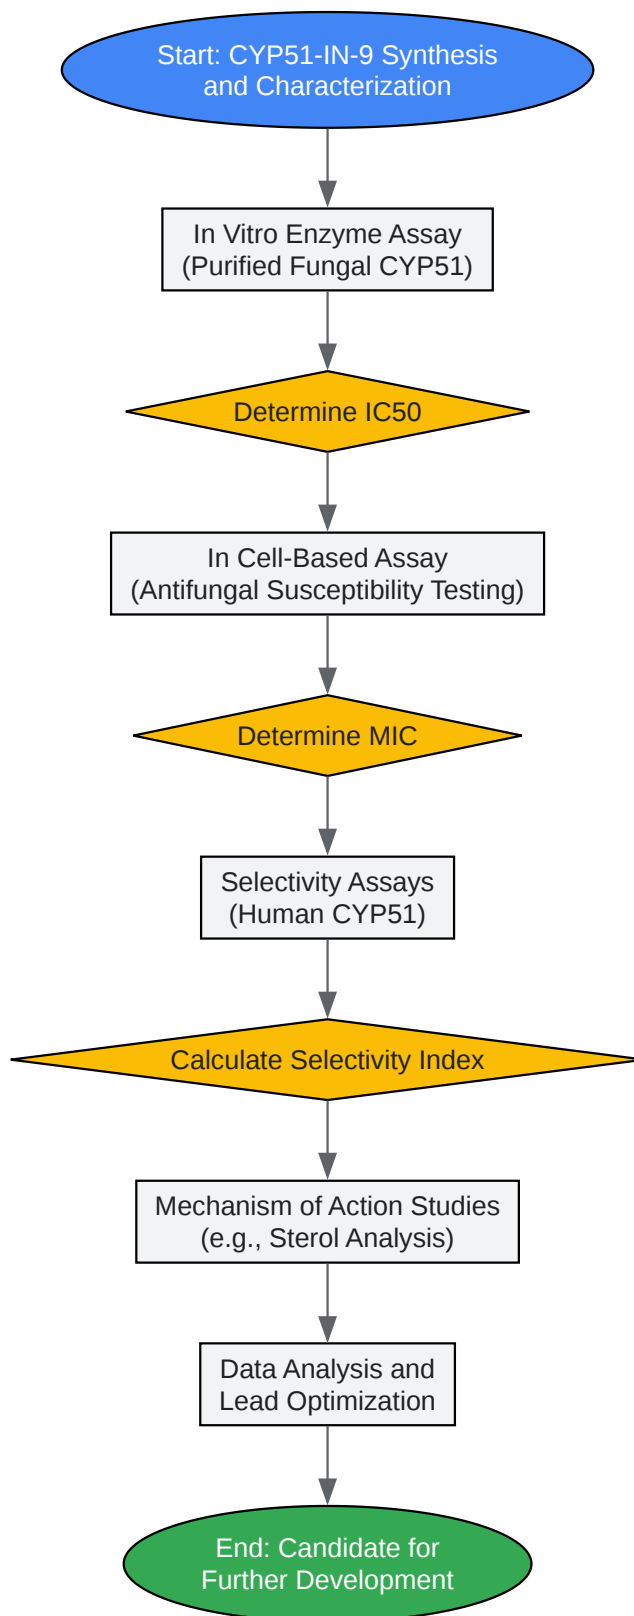 Start: CYP51-IN-9 Synthesis
and Characterization
In Vitro Enzyme Assay
(Purified Fungal CYP51)
Determine IC50
In Cell-Based Assay
(Antifungal Susceptibility Testing)
Determine MIC
Selectivity Assays
(Human CYP51)
Calculate Selectivity Index
Mechanism of Action Studies
(e.g., Sterol Analysis)
Data Analysis and
Lead Optimization
End: Candidate for
Further Development